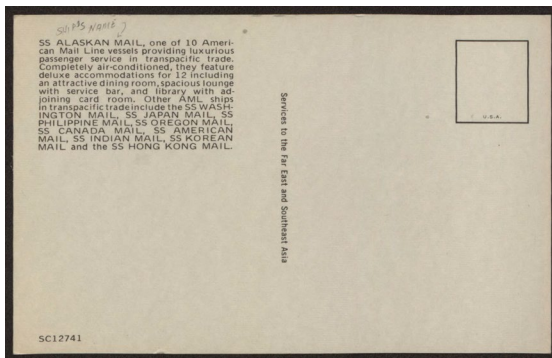 SHIP'S NAME
SS ALASKAN MAIL, one of 10 Ameri-
can Mail Line vessels providing luxurious
passenger service in transpacific trade.
Completely air-conditioned, they feature
deluxe accommodations for 12 including
an attractive dining room, spacious lounge
with service bar, and library with ad-
joining card room. Other AML ships
in transpacific trade include the SS WASH-
INGTON MAIL, SS JAPAN MAIL, SS
PHILIPPINE MAIL, SS OREGON MAIL,
SS CANADA MAIL, SS AMERICAN
MAIL, SS INDIAN MAIL, SS KOREAN
MAIL and the SS HONG KONG MAIL.
Services to the Far East and Southeast Asia
U.S.A.
SC12741